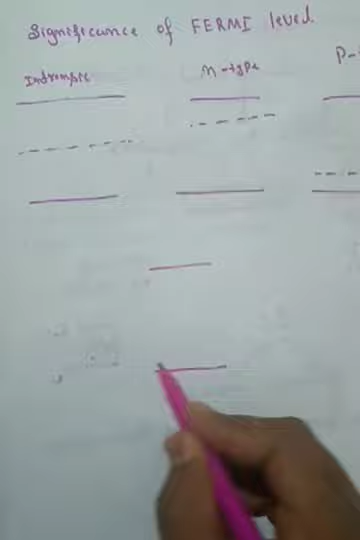 Significance of FERMI level.
Intrinsic n-type P-